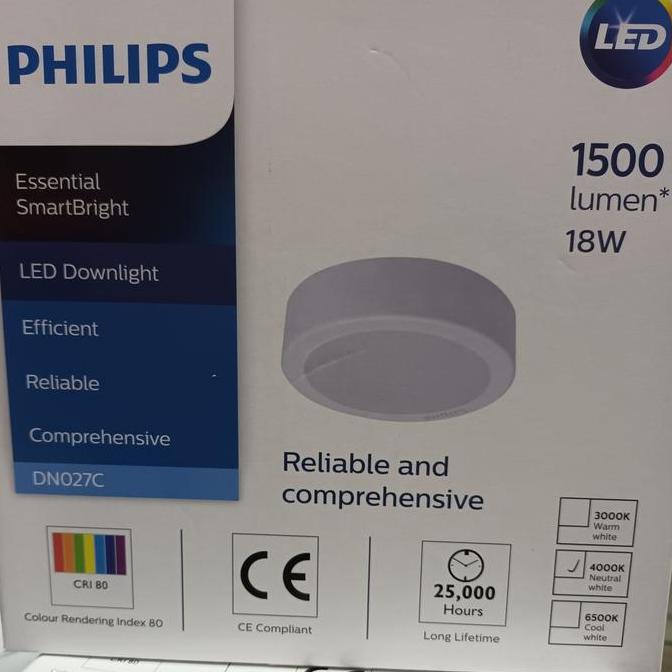 PHILIPS
LED
Essential
SmartBright
LED Downlight
Efficient
Reliable
Comprehensive
DN027C
1500
lumen*
18W
Reliable and
comprehensive
CRI 80
Colour Rendering Index 80
CE
CE Compliant
25,000
Hours
Long Lifetime
3000K
Warm
white
4000K
Neutral
white
6500K
Cool
white